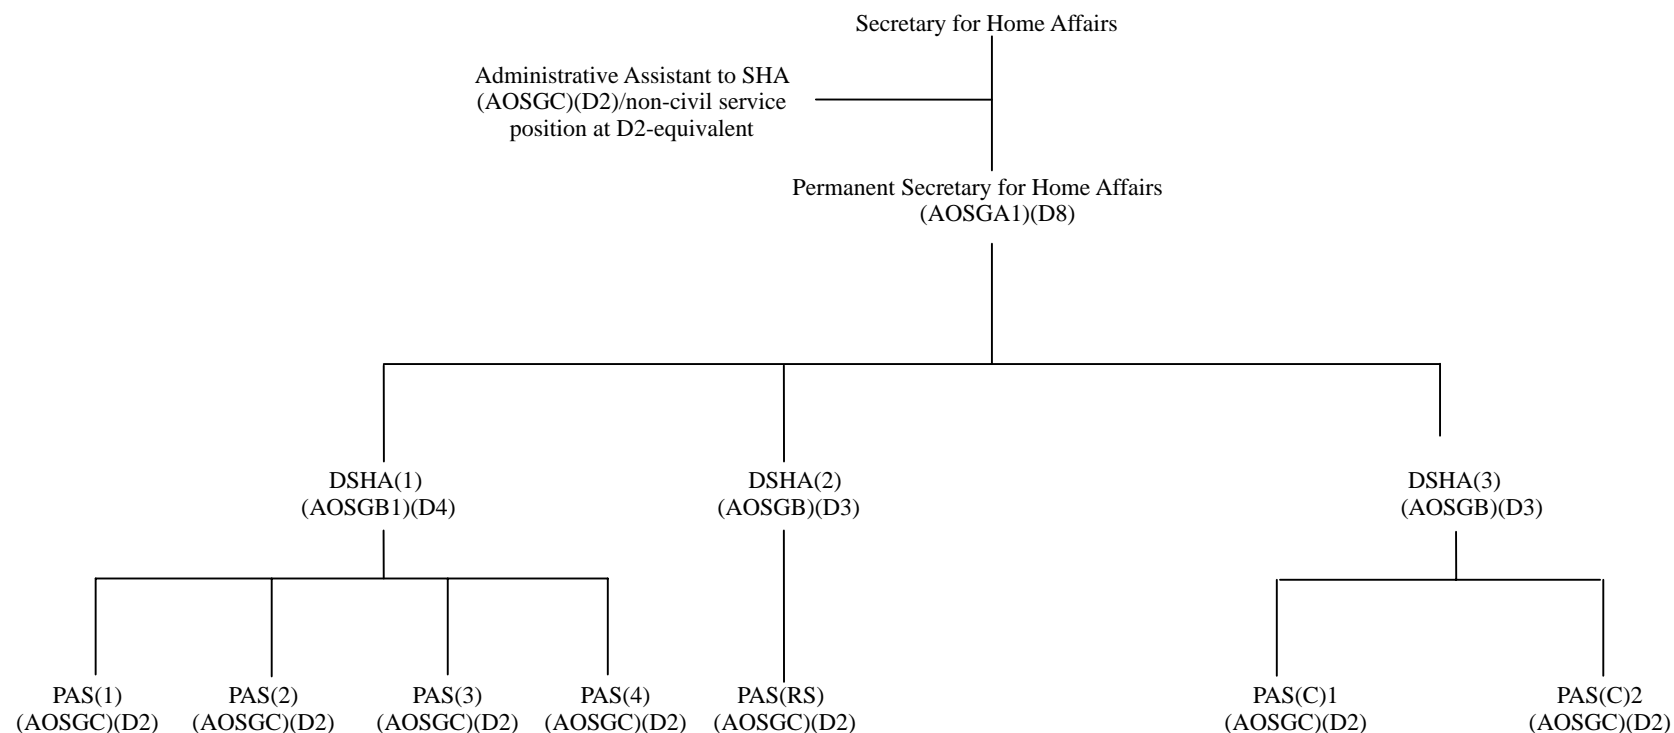 Secretary for Home Affairs
Administrative Assistant to SHA
(AOSGC)(D2)/non-civil service
position at D2-equivalent
Permanent Secretary for Home Affairs
(AOSGA1)(D8)
DSHA(1)
(AOSGB1)(D4)
DSHA(2)
(AOSGB)(D3)
DSHA(3)
(AOSGB)(D3)
PAS(1)
(AOSGC)(D2)
PAS(2)
(AOSGC)(D2)
PAS(3)
(AOSGC)(D2)
PAS(4)
(AOSGC)(D2)
PAS(RS)
(AOSGC)(D2)
PAS(C)1
(AOSGC)(D2)
PAS(C)2
(AOSGC)(D2)